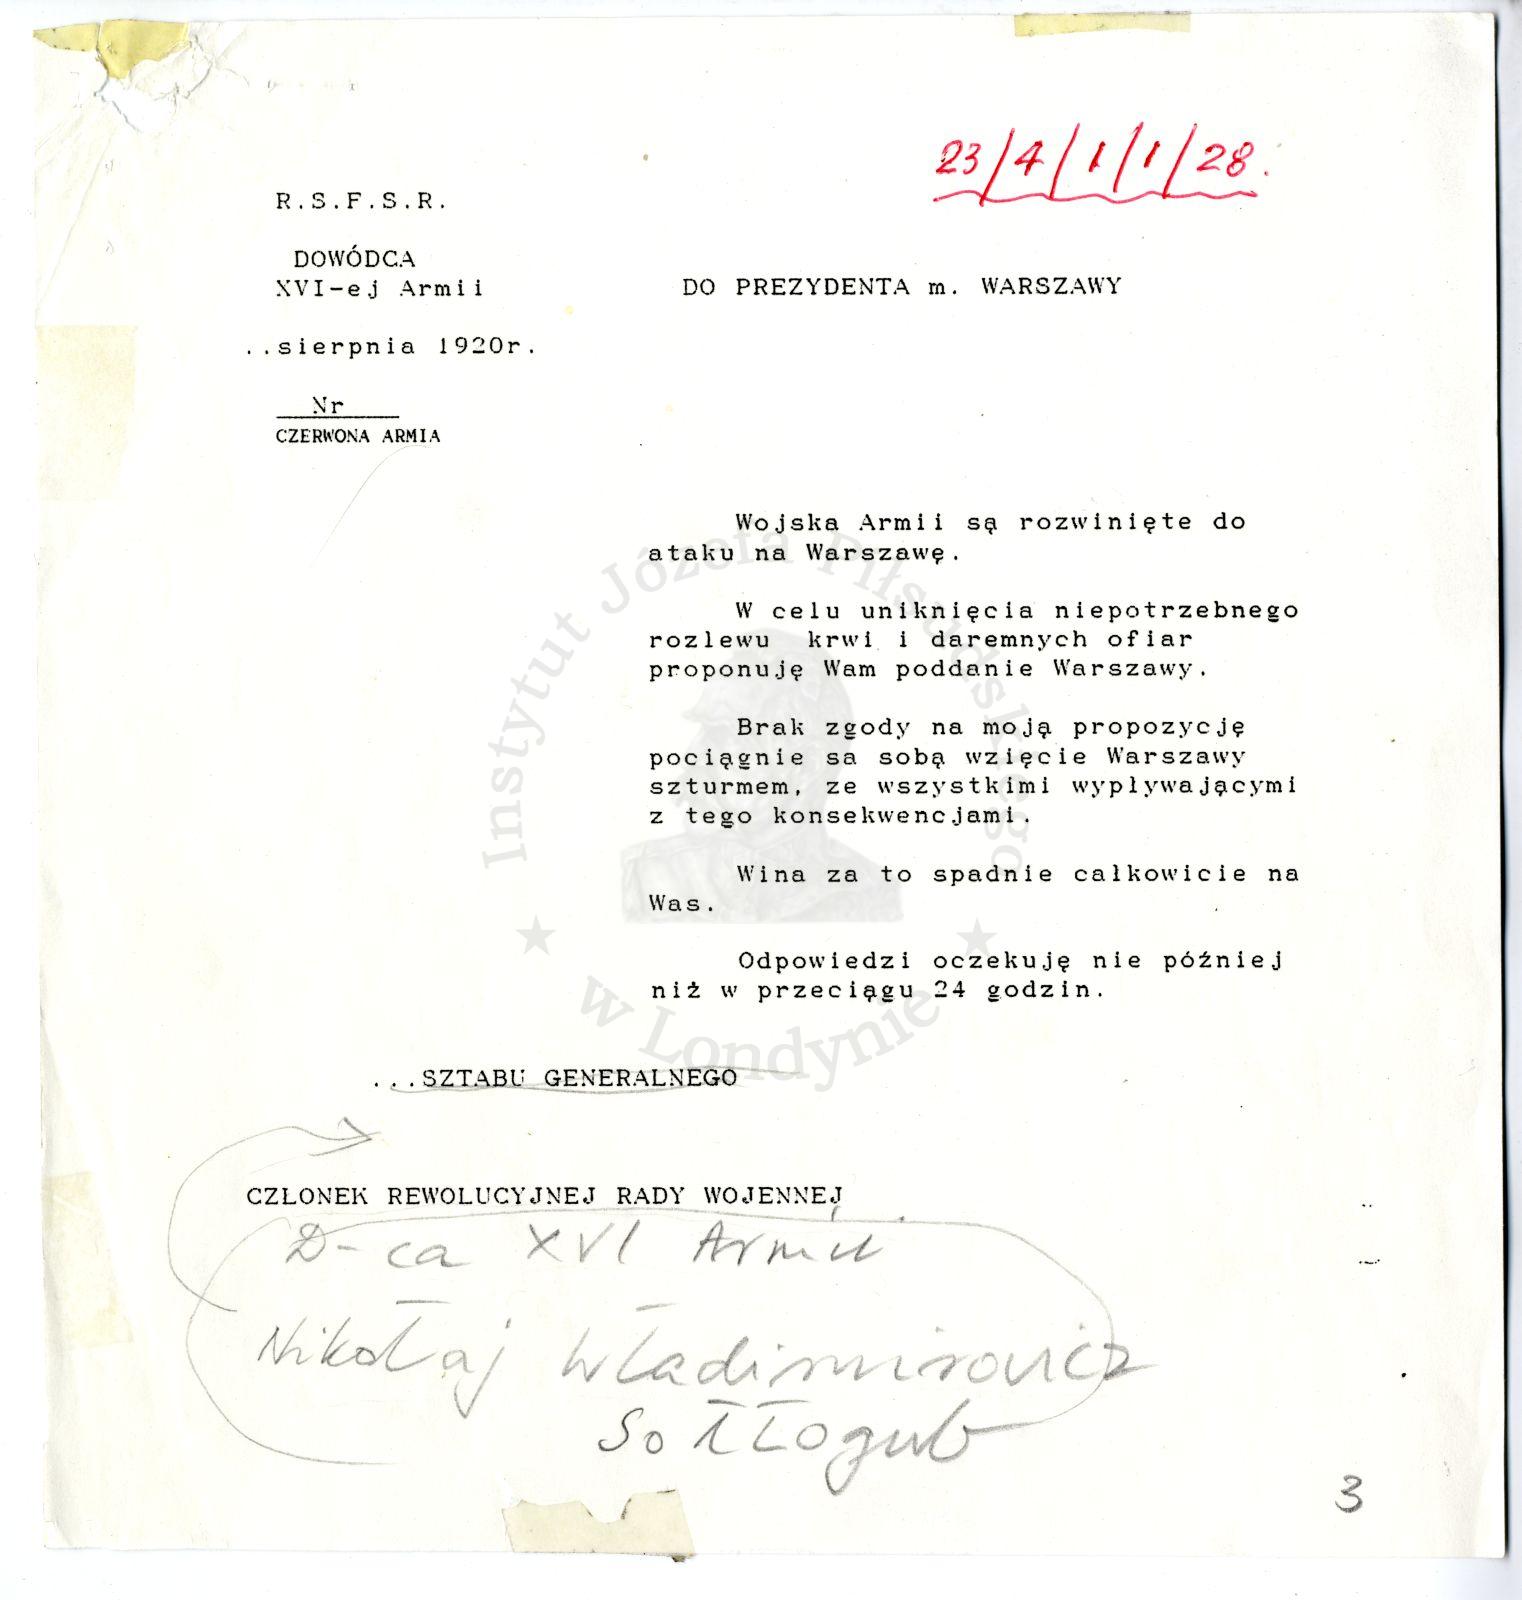 23/4/1/1/28.
R.S.F.S.R.
DOWÓDCA
XVI-ej Armii
DO PREZYDENTA m. WARSZAWY
..sierpnia 1920r.
Nr
CZERWONA ARMIA
Wojska Armii są rozwinięte do
ataku na Warszawę.
W celu uniknięcia niepotrzebnego
rozlewu krwi i daremnych ofiar
proponuję Wam poddanie Warszawy.
Brak zgody na moją propozycję
pociągnie sa sobą wzięcie Warszawy
szturmem, ze wszystkimi wypływającymi
z tego konsekwencjami.
Wina za to spadnie całkowicie na
Was.
Odpowiedzi oczekuję nie później
niż w przeciągu 24 godzin.
...SZTABU GENERALNEGO
CZŁONEK REWOLUCYJNEJ RADY WOJENNEJ
D-ca XVI Armii
Nikołaj Władimirowicz
Sołłogub
3
Instytut Józefa Piłsudskiego
w Londynie